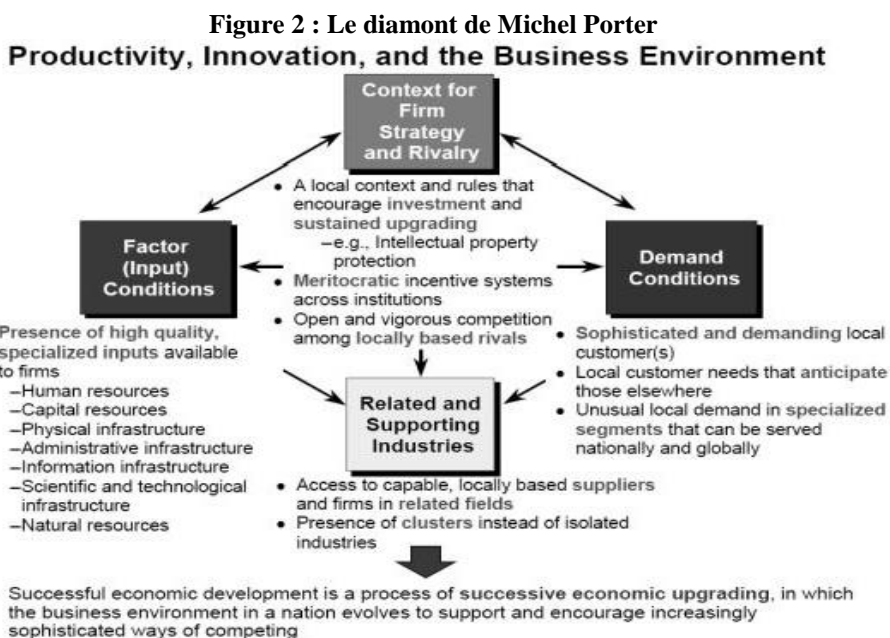 Figure 2 : Le diamont de Michel Porter
Productivity, Innovation, and the Business Environment
Context for
Firm
Strategy
and Rivalry
• A local context and rules that
encourage investment and
sustained upgrading
–e.g., Intellectual property
protection
• Meritocratic incentive systems
across institutions
• Open and vigorous competition
among locally based rivals
Factor
(Input)
Conditions
Presence of high quality,
specialized inputs available
to firms
–Human resources
–Capital resources
–Physical infrastructure
–Administrative infrastructure
–Information infrastructure
–Scientific and technological
infrastructure
–Natural resources
Demand
Conditions
• Sophisticated and demanding local
customer(s)
• Local customer needs that anticipate
those elsewhere
• Unusual local demand in specialized
segments that can be served
nationally and globally
Related and
Supporting
Industries
• Access to capable, locally based suppliers
and firms in related fields
• Presence of clusters instead of isolated
industries
Successful economic development is a process of successive economic upgrading, in which
the business environment in a nation evolves to support and encourage increasingly
sophisticated ways of competing